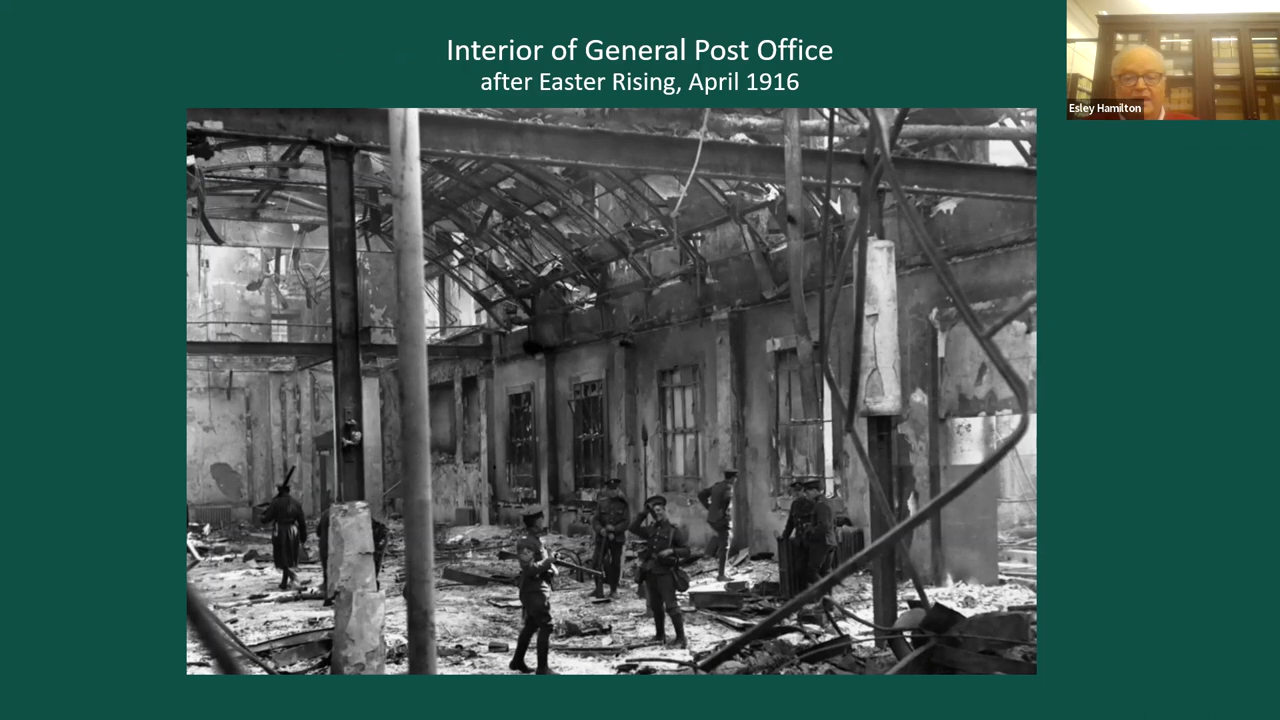 Interior of General Post Office
after Easter Rising, April 1916
Esley Hamilton